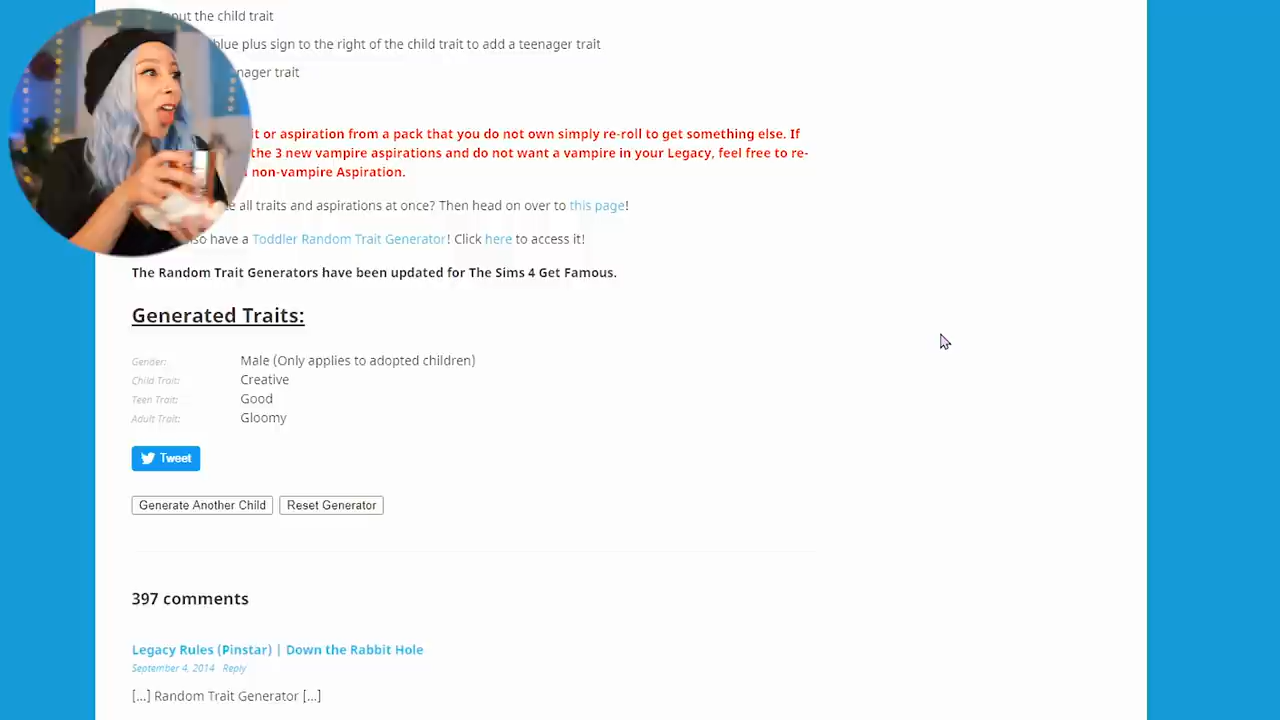 nput the child trait
blue plus sign to the right of the child trait to add a teenager trait
nager trait
it or aspiration from a pack that you do not own simply re-roll to get something else. If
the 3 new vampire aspirations and do not want a vampire in your Legacy, feel free to re-
non-vampire Aspiration.
e all traits and aspirations at once? Then head on over to this page!
lso have a Toddler Random Trait Generator! Click here to access it!
The Random Trait Generators have been updated for The Sims 4 Get Famous.
Generated Traits:
Gender: Male (Only applies to adopted children)
Child Trait: Creative
Teen Trait: Good
Adult Trait: Gloomy
Tweet
Generate Another Child Reset Generator
397 comments
Legacy Rules (Pinstar) | Down the Rabbit Hole
September 4, 2014 Reply
[...] Random Trait Generator [...]